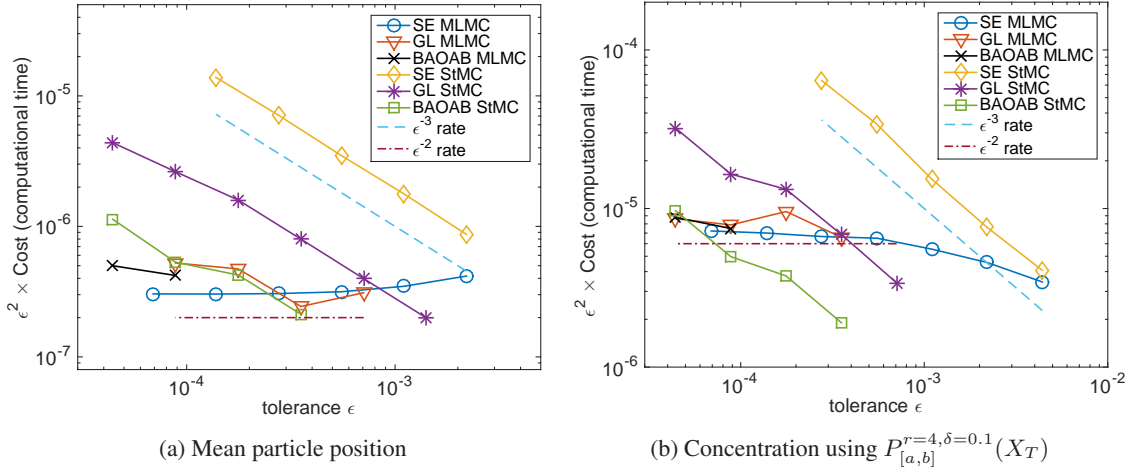 SE MLMC
GL MLMC
BAOAB MLMC
SE StMC
GL StMC
BAOAB StMC
ϵ^-3 rate
ϵ^-2 rate
10^-5
10^-6
10^-7
ϵ^2 × Cost (computational time)
10^-4
10^-3
tolerance ϵ
(a) Mean particle position
SE MLMC
GL MLMC
BAOAB MLMC
SE StMC
GL StMC
BAOAB StMC
ϵ^-3 rate
ϵ^-2 rate
10^-4
10^-5
10^-6
ϵ^2 × Cost (computational time)
10^-4
10^-3
10^-2
tolerance ϵ
(b) Concentration using P_[a,b]^r=4,δ=0.1(X_T)